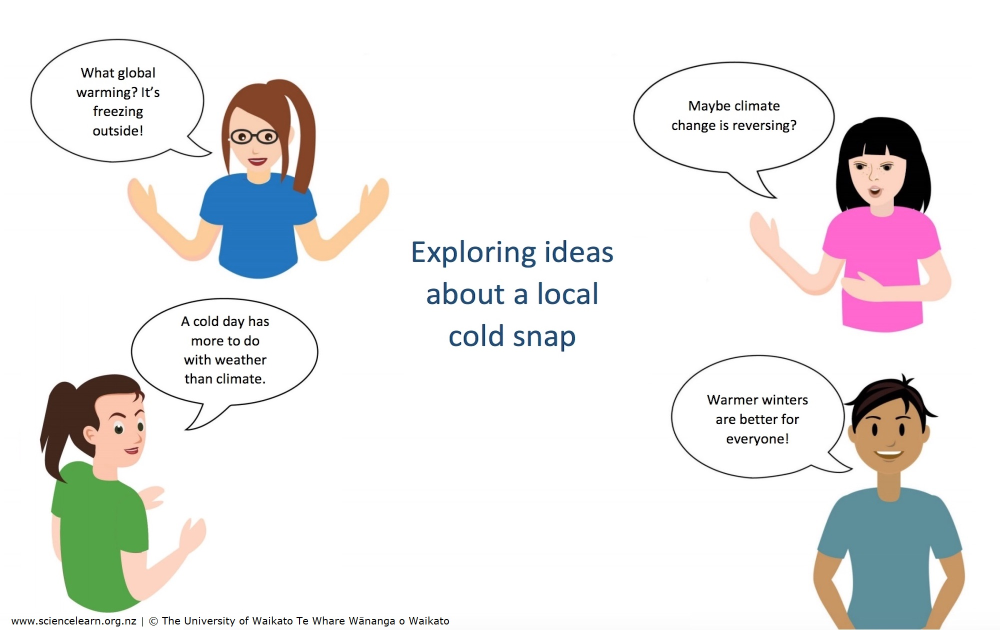 What global
warming? It’s
freezing
outside!
Maybe climate
change is reversing?
Exploring ideas
about a local
cold snap
A cold day has
more to do
with weather
than climate.
Warmer winters
are better for
everyone!
www.sciencelearn.org.nz | © The University of Waikato Te Whare Wānanga o Waikato